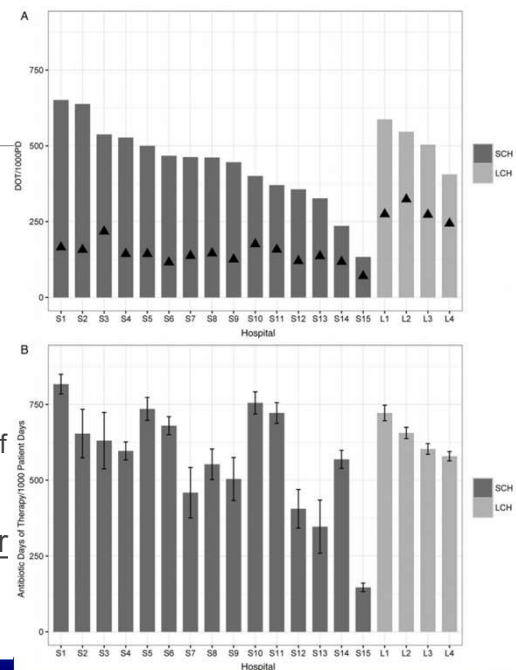 A
750
500
250
0
DOT/1000PD
S1 S2 S3 S4 S5 S6 S7 S8 S9 S10 S11 S12 S13 S14 S15 L1 L2 L3 L4
Hospital
SCH
LCH
B
750
500
250
0
Antibiotic Days of Therapy/1000 Patient Days
S1 S2 S3 S4 S5 S6 S7 S8 S9 S10 S11 S12 S13 S14 S15 L1 L2 L3 L4
Hospital
SCH
LCH
f
r